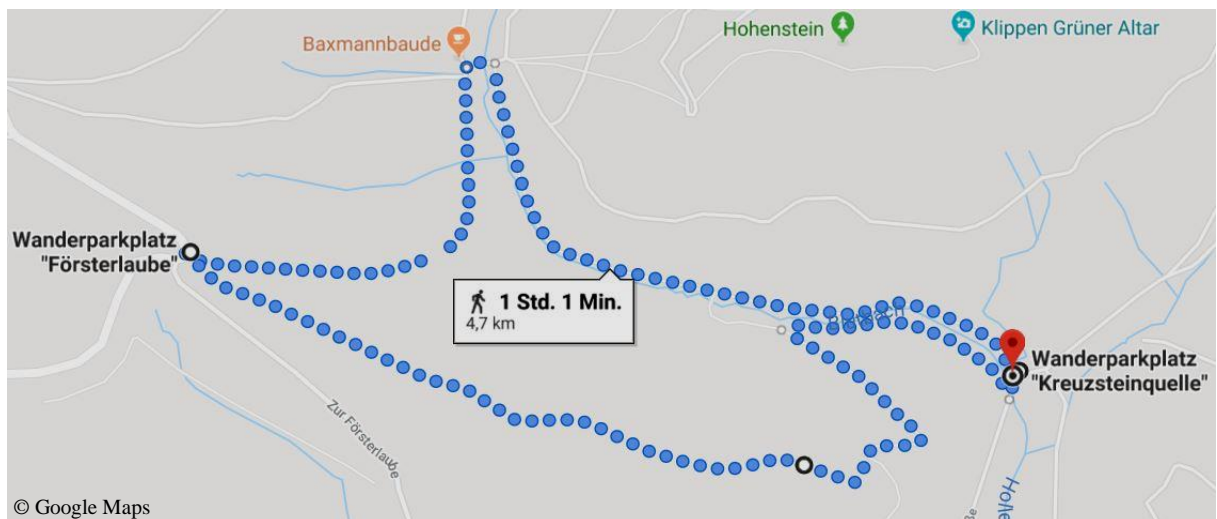 Baxmannbaude
Hohenstein
Klippen Grüner Altar
Wanderparkplatz
"Försterlaube"
1 Std. 1 Min.
4,7 km
Wanderparkplatz
"Kreuzsteinquelle"
Zur Försterlaube
© Google Maps